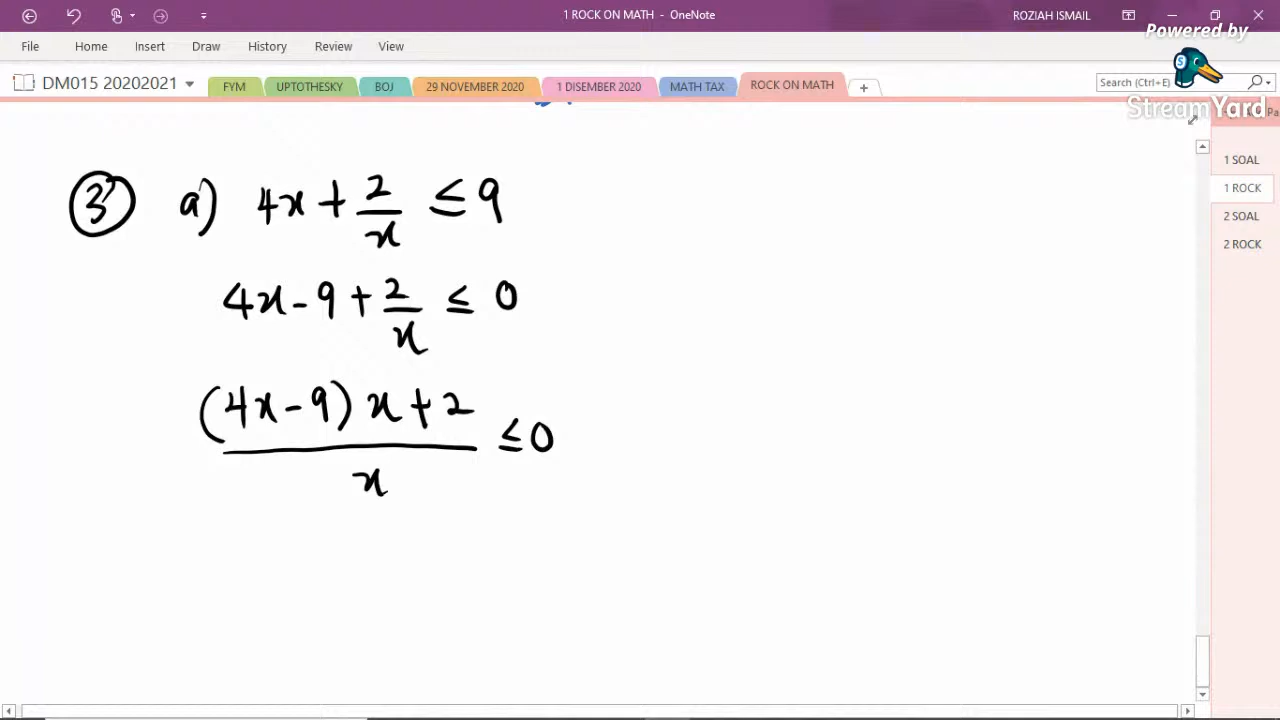 1 ROCK ON MATH - OneNote
ROZIAH ISMAIL
Powered by
File Home Insert Draw History Review View
DM015 20202021
FYM UPTOTHESKY BOJ 29 NOVEMBER 2020 1 DISEMBER 2020 MATH TAX ROCK ON MATH +
Search (Ctrl+E)
StreamYard
1 SOAL
1 ROCK
2 SOAL
2 ROCK
③ a) 4x + 2/x ≤ 9
4x - 9 + 2/x ≤ 0
(4x - 9) x + 2 / x ≤ 0